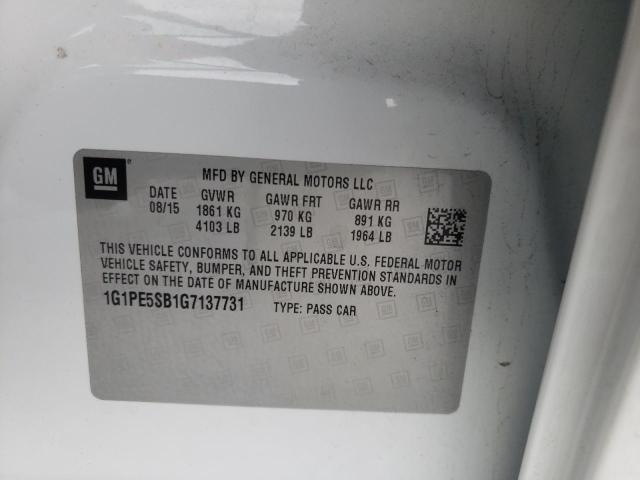 GM ®
MFD BY GENERAL MOTORS LLC
DATE GVWR GAWR FRT GAWR RR
08/15 1861 KG 970 KG 891 KG
4103 LB 2139 LB 1964 LB
THIS VEHICLE CONFORMS TO ALL APPLICABLE U.S. FEDERAL MOTOR
VEHICLE SAFETY, BUMPER, AND THEFT PREVENTION STANDARDS IN
EFFECT ON THE DATE OF MANUFACTURE SHOWN ABOVE.
1G1PE5SB1G7137731 TYPE: PASS CAR